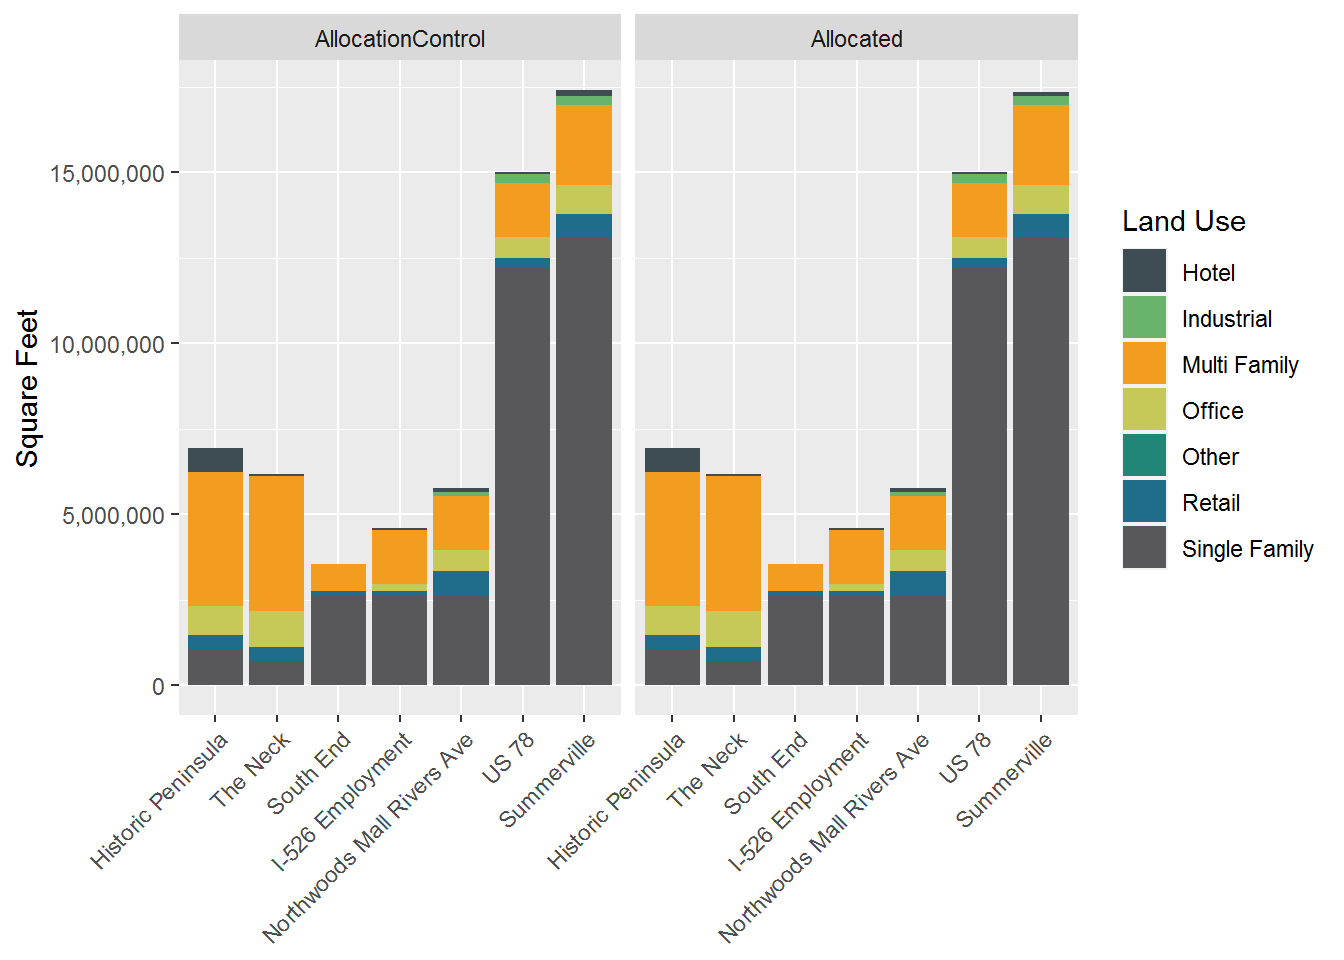 AllocationControl
Allocated
Square Feet
15,000,000
10,000,000
5,000,000
0
Historic Peninsula
The Neck
South End
I-526 Employment
Northwoods Mall Rivers Ave
US 78
Summerville
Historic Peninsula
The Neck
South End
I-526 Employment
Northwoods Mall Rivers Ave
US 78
Summerville
Land Use
Hotel
Industrial
Multi Family
Office
Other
Retail
Single Family